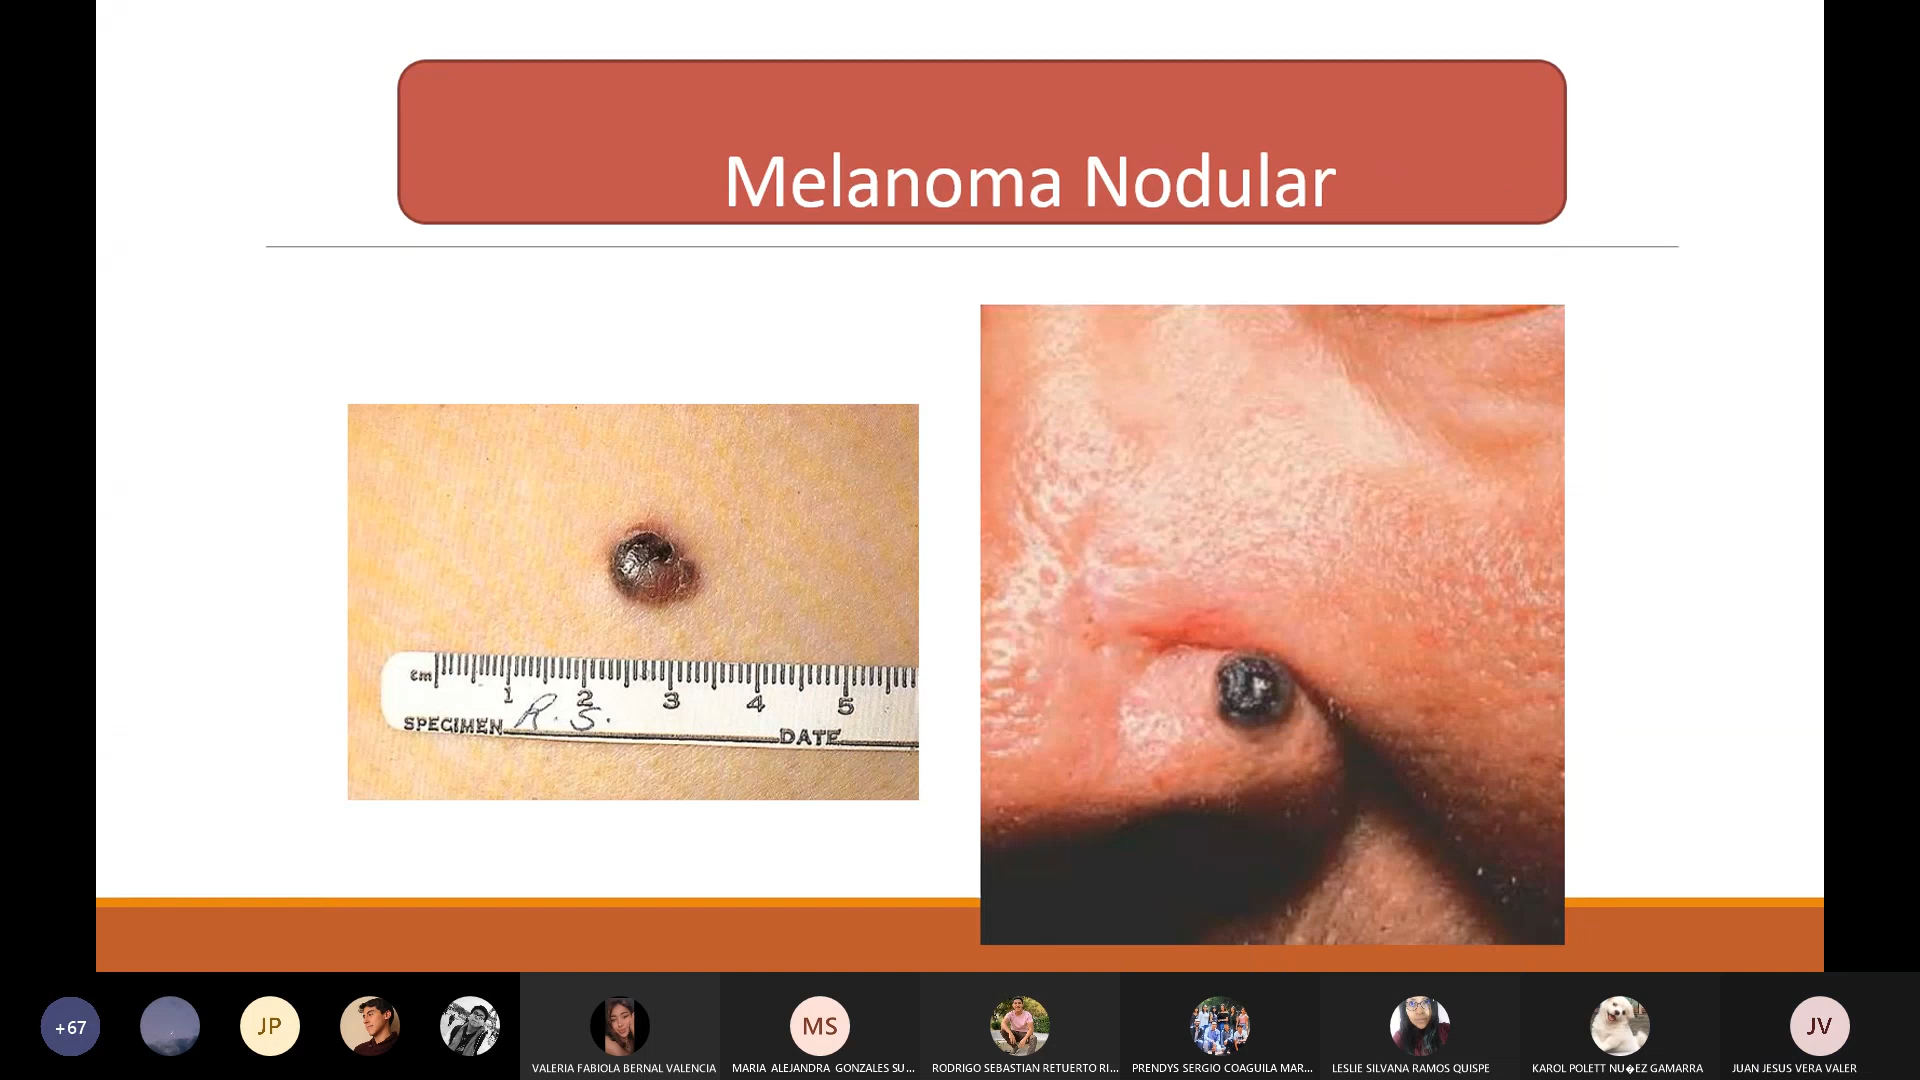 Melanoma Nodular
cm
1 2 3 4 5
R. S.
SPECIMEN
DATE
+67
JP
MS
JV
VALERIA FABIOLA BERNAL VALENCIA
MARIA ALEJANDRA GONZALES SU...
RODRIGO SEBASTIAN RETUERTO RI...
PRENDYS SERGIO COAGUILA MAR...
LESLIE SILVANA RAMOS QUISPE
KAROL POLETT NU�EZ GAMARRA
JUAN JESUS VERA VALER